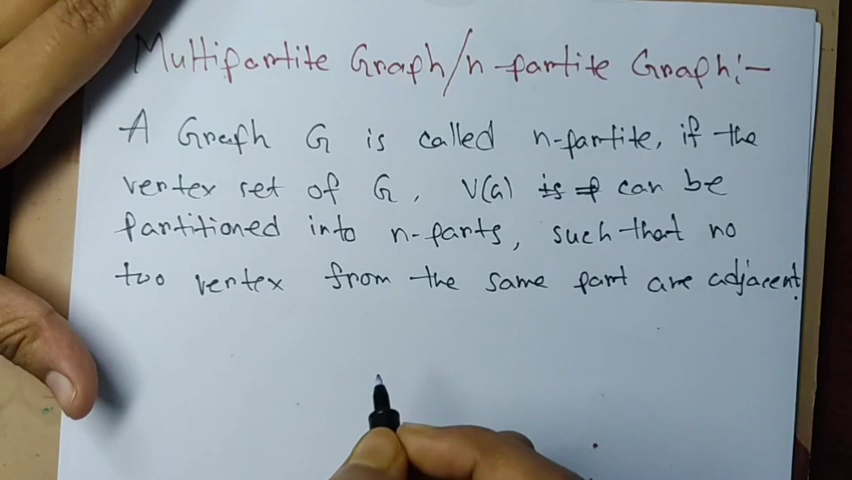 Multipartite Graph/n-partite Graph:-
A Graph G is called n-partite, if the
vertex set of G, V(G) is p can be
partitioned into n-parts, such that no
two vertex from the same part are adjacent.